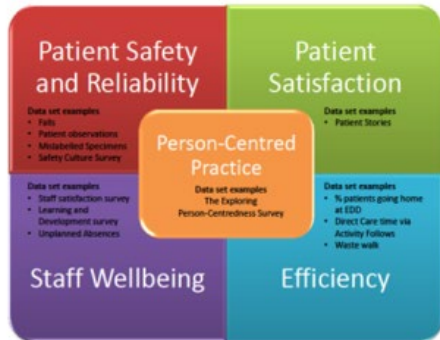 Patient Safety
and Reliability
Data set examples
• Falls
• Patient observations
• Mislabelled Specimens
• Safety Culture Survey
Patient
Satisfaction
Data set examples
• Patient Stories
Person-Centred
Practice
Data set examples
The Exploring
Person-Centredness Survey
Data set examples
• Staff satisfaction survey
• Learning and
Development survey
• Unplanned Absences
Staff Wellbeing
Data set examples
• % patients going home
at EDD
• Direct Care time via
Activity Follows
• Waste walk
Efficiency